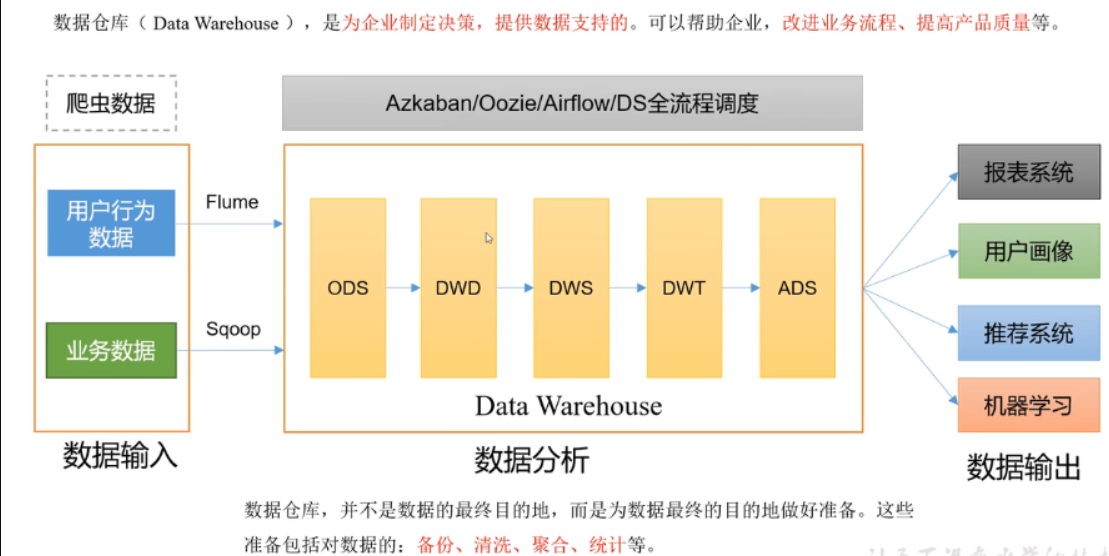 数据仓库（ Data Warehouse ），是为企业制定决策，提供数据支持的。可以帮助企业，改进业务流程、提高产品质量等。
爬虫数据
Azkaban/Oozie/Airflow/DS全流程调度
用户行为
数据
Flume
业务数据
Sqoop
数据输入
ODS
DWD
DWS
DWT
ADS
Data Warehouse
数据分析
报表系统
用户画像
推荐系统
机器学习
数据输出
数据仓库，并不是数据的最终目的地，而是为数据最终的目的地做好准备。这些
准备包括对数据的：备份、清洗、聚合、统计等。